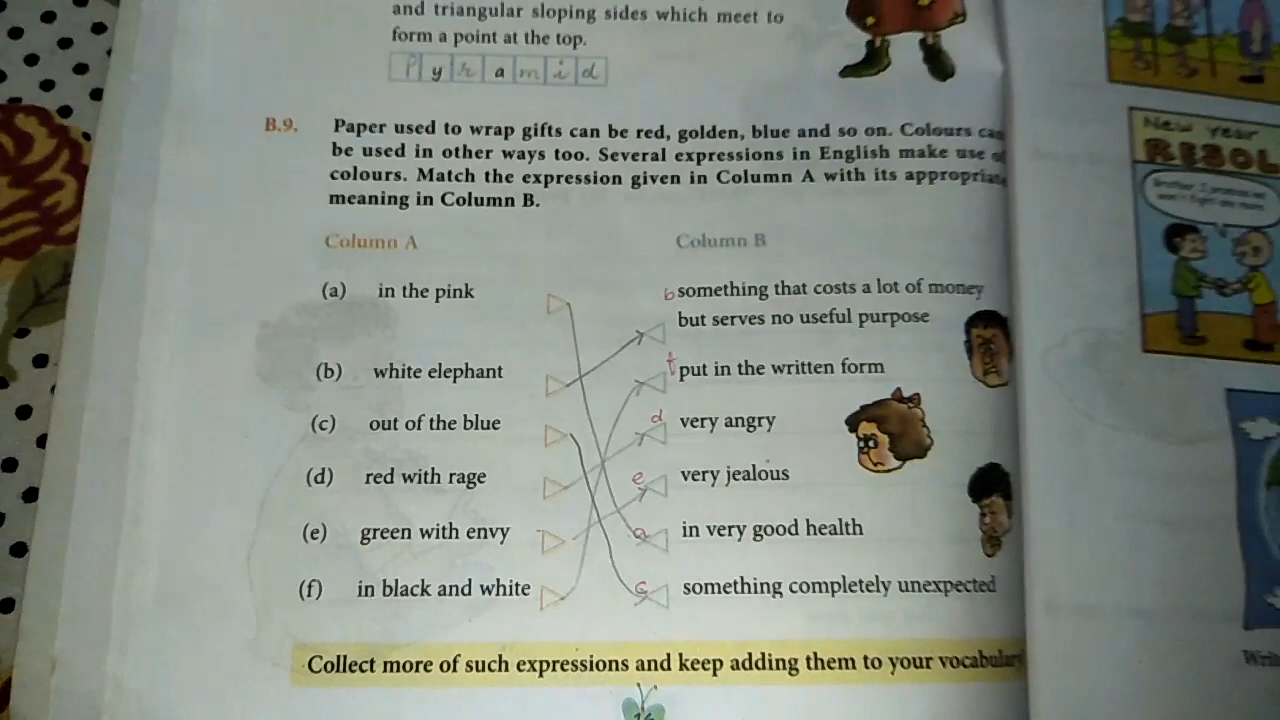 and triangular sloping sides which meet to
form a point at the top.
P y r a m i d
B.9. Paper used to wrap gifts can be red, golden, blue and so on. Colours can
be used in other ways too. Several expressions in English make use of
colours. Match the expression given in Column A with its appropriate
meaning in Column B.
Column A Column B
(a) in the pink b something that costs a lot of money
but serves no useful purpose
(b) white elephant f put in the written form
(c) out of the blue d very angry
(d) red with rage e very jealous
(e) green with envy a in very good health
(f) in black and white c something completely unexpected
Collect more of such expressions and keep adding them to your vocabular
16
New Year
RESOL